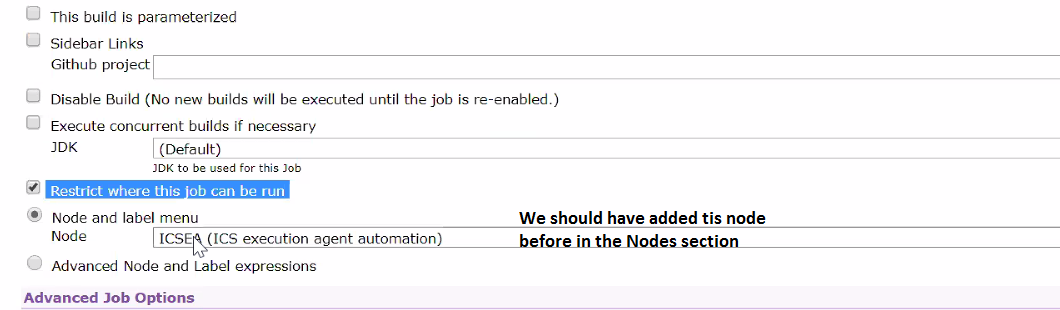 This build is parameterized
Sidebar Links
Github project
Disable Build (No new builds will be executed until the job is re-enabled.)
Execute concurrent builds if necessary
JDK (Default)
JDK to be used for this Job
Restrict where this job can be run
Node and label menu We should have added tis node
Node ICSEA (ICS execution agent automation) before in the Nodes section
Advanced Node and Label expressions
Advanced Job Options